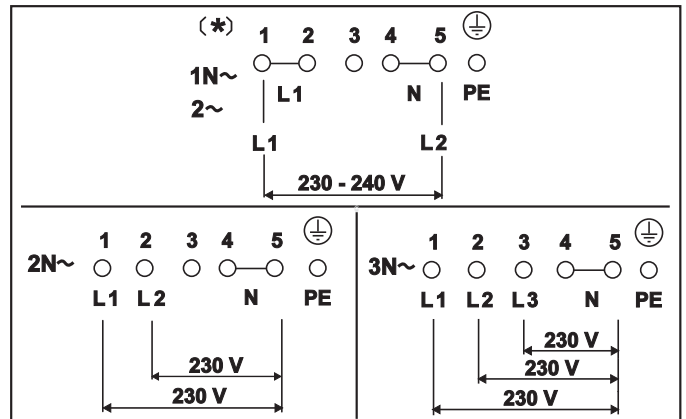 (*) 1 2 3 4 5
1N~ L1 N PE
2~
L1 L2
230 - 240 V
1 2 3 4 5
2N~
L1 L2 N PE
230 V
230 V
1 2 3 4 5
3N~
L1 L2 L3 N PE
230 V
230 V
230 V